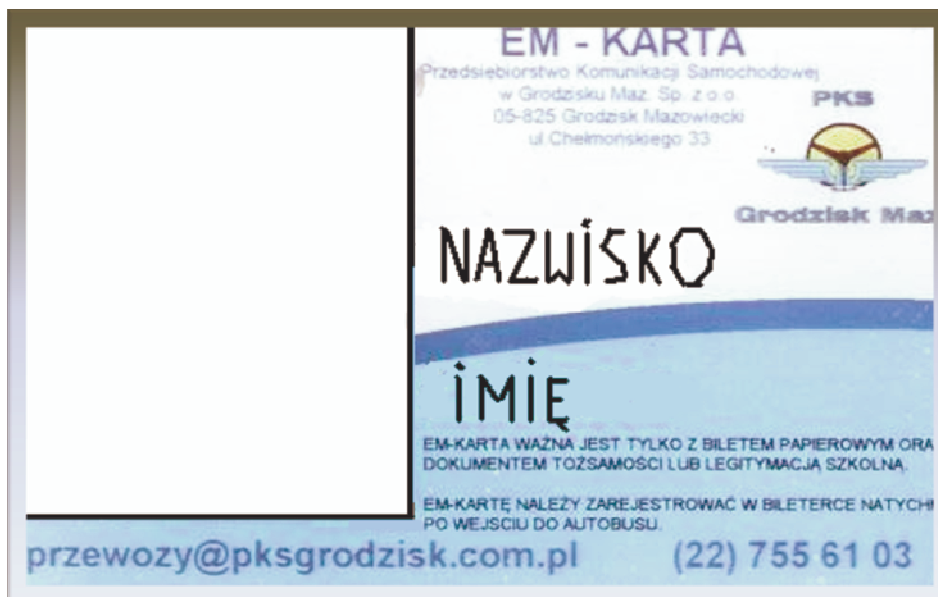 EM - KARTA
Przedsiębiorstwo Komunikacji Samochodowej
w Grodzisku Maz. Sp. z o.o.
05-825 Grodzisk Mazowiecki
ul Chełmońskiego 33
PKS
Grodzisk Maz
NAZWISKO
IMIĘ
EM-KARTA WAŻNA JEST TYLKO Z BILETEM PAPIEROWYM ORA
DOKUMENTEM TOŻSAMOŚCI LUB LEGITYMACJĄ SZKOLNĄ.
EM-KARTĘ NALEŻY ZAREJESTROWAĆ W BILETERCE NATYCH
PO WEJŚCIU DO AUTOBUSU.
przewozy@pksgrodzisk.com.pl (22) 755 61 03